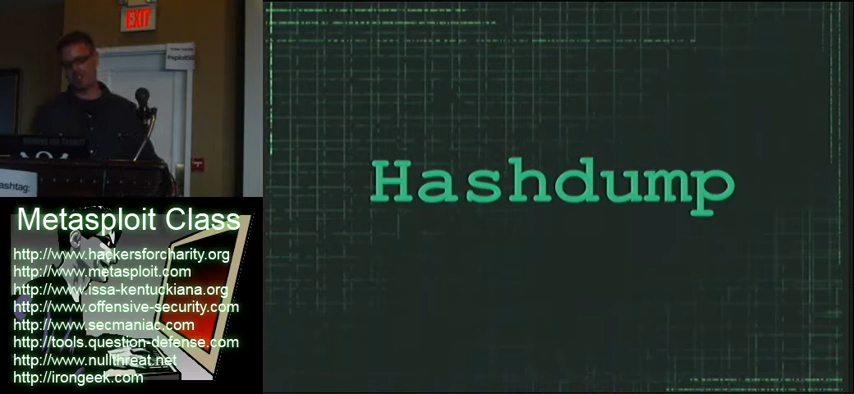 EXIT
#sploit502
ashtag:
Metasploit Class
http://www.hackersforcharity.org
http://www.metasploit.com
http://www.issa-kentuckiana.org
http://www.offensive-security.com
http://www.secmaniac.com
http://tools.question-defense.com
http://www.nullthreat.net
http://irongeek.com
Hashdump